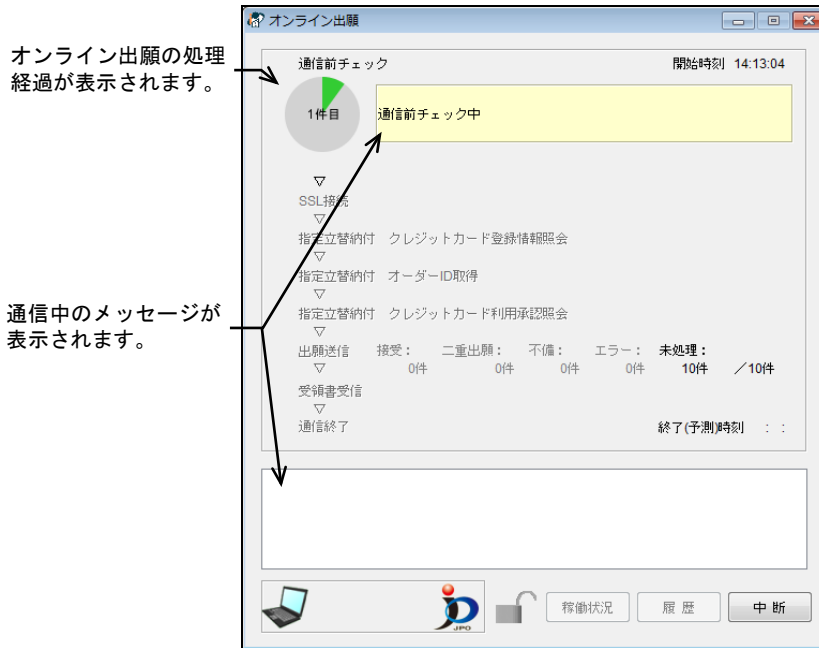 オンライン出願
オンライン出願の処理
経過が表示されます。
通信前チェック 開始時刻 14:13:04
1件目 通信前チェック中
▽
SSL接続
▽
指定立替納付 クレジットカード登録情報照会
▽
指定立替納付 オーダーID取得
▽
指定立替納付 クレジットカード利用承認照会
▽
通信中のメッセージが
表示されます。
出願送信 接受： 二重出願： 不備： エラー： 未処理：
▽ 0件 0件 0件 0件 10件 ／10件
受領書受信
▽
通信終了 終了(予測)時刻 : :
JPO 稼働状況 履歴 中断